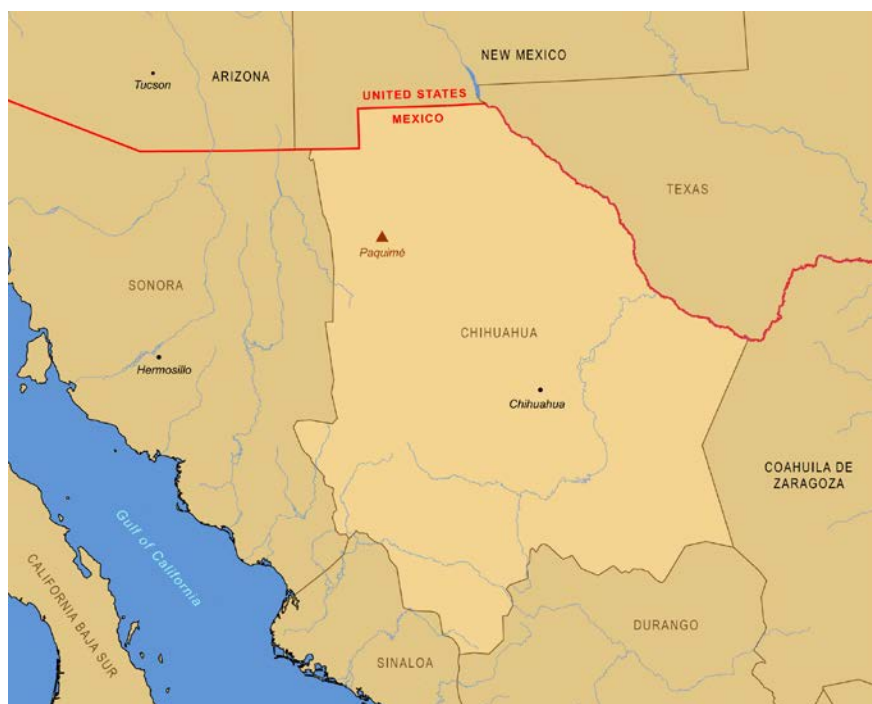 NEW MEXICO
ARIZONA
Tucson
UNITED STATES
MEXICO
TEXAS
Paquimé
SONORA
CHIHUAHUA
Hermosillo
Chihuahua
COAHUILA DE
ZARAGOZA
Gulf of California
CALIFORNIA BAJA SUR
DURANGO
SINALOA